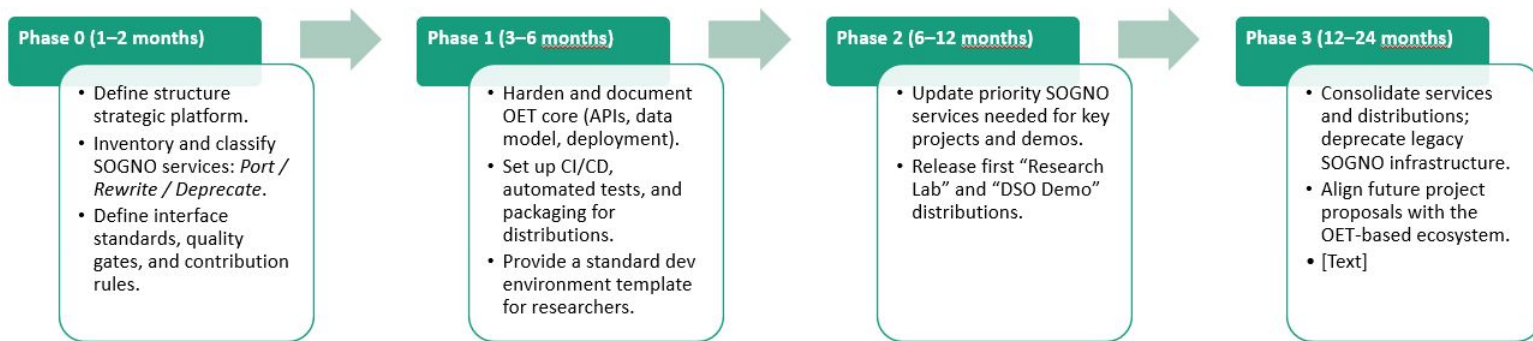 Phase 0 (1–2 months)
• Define structure
strategic platform.
• Inventory and classify
SOGNO services: Port /
Rewrite / Deprecate.
• Define interface
standards, quality
gates, and contribution
rules.
Phase 1 (3–6 months)
• Harden and document
OET core (APIs, data
model, deployment).
• Set up CI/CD,
automated tests, and
packaging for
distributions.
• Provide a standard dev
environment template
for researchers.
Phase 2 (6–12 months)
• Update priority SOGNO
services needed for key
projects and demos.
• Release first “Research
Lab” and “DSO Demo”
distributions.
Phase 3 (12–24 months)
• Consolidate services
and distributions;
deprecate legacy
SOGNO infrastructure.
• Align future project
proposals with the
OET-based ecosystem.
• [Text]